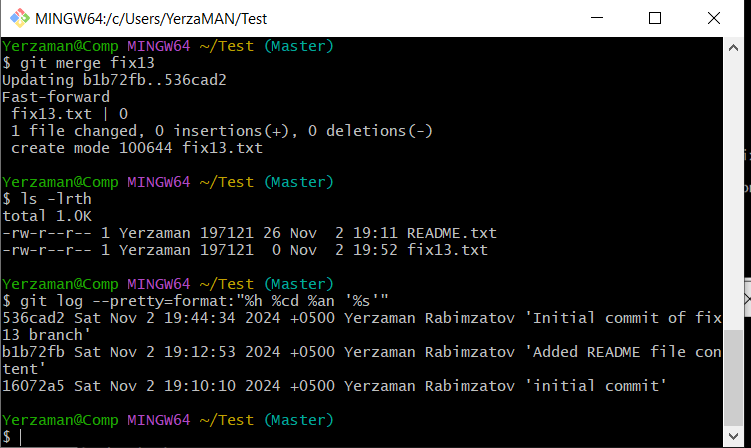 MINGW64:/c/Users/YerzaMAN/Test
Yerzaman@Comp MINGW64 ~/Test (Master)
$ git merge fix13
Updating b1b72fb..536cad2
Fast-forward
 fix13.txt | 0
 1 file changed, 0 insertions(+), 0 deletions(-)
 create mode 100644 fix13.txt
Yerzaman@Comp MINGW64 ~/Test (Master)
$ ls -lrth
total 1.0K
-rw-r--r-- 1 Yerzaman 197121 26 Nov  2 19:11 README.txt
-rw-r--r-- 1 Yerzaman 197121  0 Nov  2 19:52 fix13.txt
Yerzaman@Comp MINGW64 ~/Test (Master)
$ git log --pretty=format:"%h %cd %an '%s'"
536cad2 Sat Nov 2 19:44:34 2024 +0500 Yerzaman Rabimzatov 'Initial commit of fix
13 branch'
b1b72fb Sat Nov 2 19:12:53 2024 +0500 Yerzaman Rabimzatov 'Added README file con
tent'
16072a5 Sat Nov 2 19:10:10 2024 +0500 Yerzaman Rabimzatov 'initial commit'
Yerzaman@Comp MINGW64 ~/Test (Master)
$